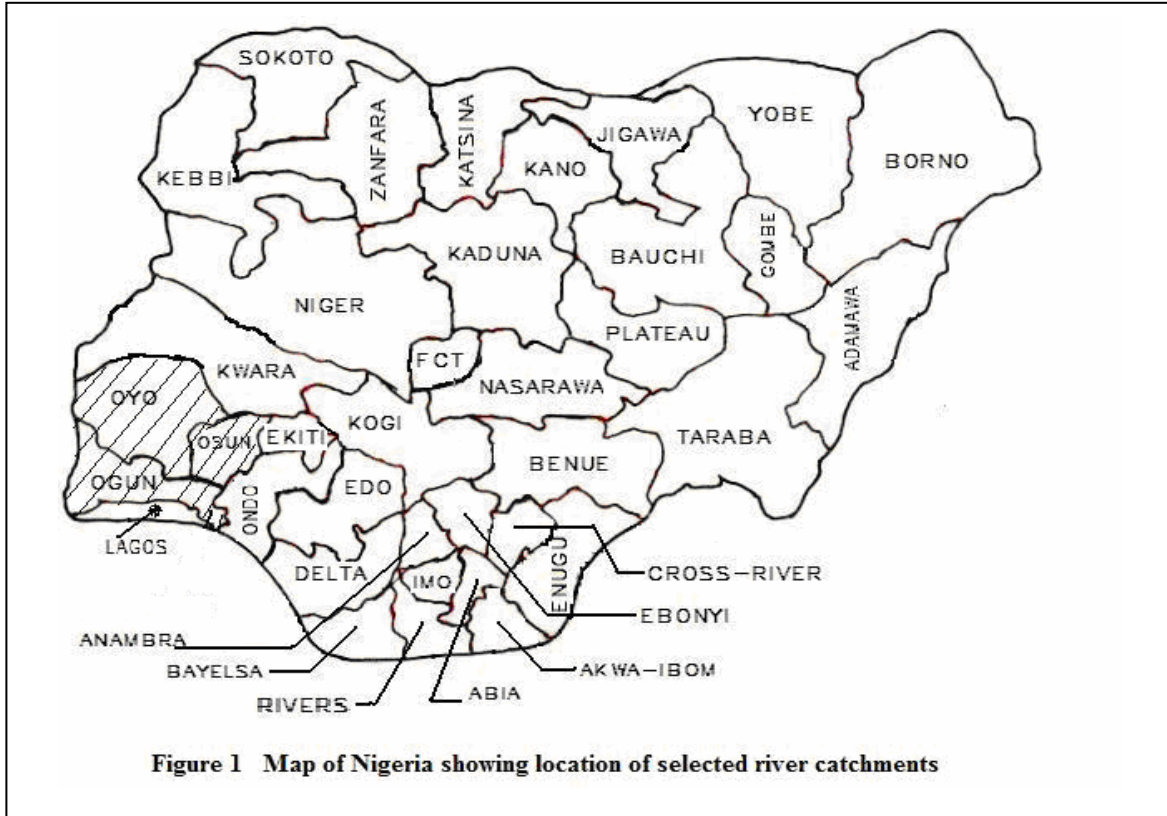 SOKOTO
ZANFARA
KATSINA
JIGAWA
YOBE
BORNO
KEBBI
KANO
KADUNA
BAUCHI
GOMBE
ADAMAWA
NIGER
PLATEAU
FCT
KWARA
NASARAWA
OYO
KOGI
TARABA
OSUN
EKITI
BENUE
OGUN
EDO
ONDO
LAGOS
DELTA
IMO
ENUGU
CROSS-RIVER
EBONYI
ANAMBRA
BAYELSA
AKWA-IBOM
RIVERS
ABIA
Figure 1 Map of Nigeria showing location of selected river catchments